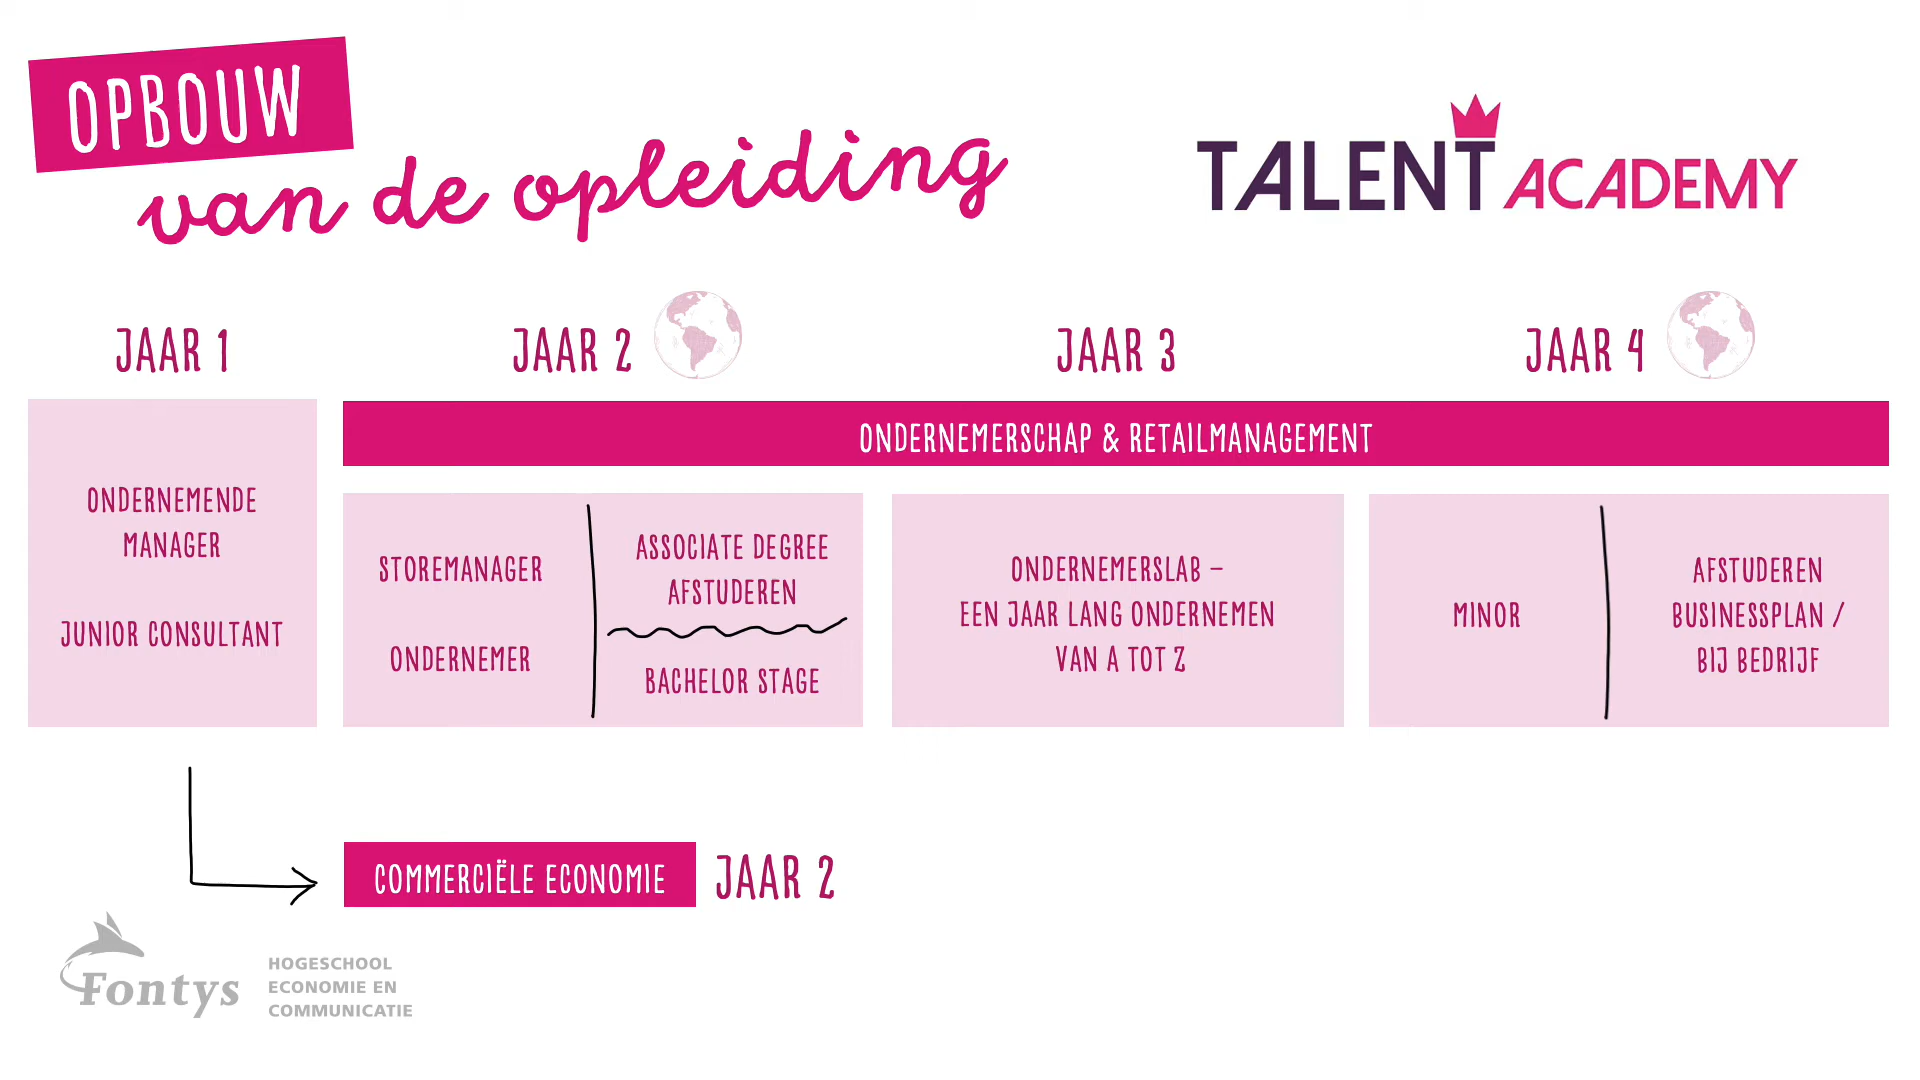 OPBOUW
van de opleiding
TALENT ACADEMY
JAAR 1
JAAR 2
JAAR 3
JAAR 4
ONDERNEMERSCHAP & RETAILMANAGEMENT
ONDERNEMENDE
MANAGER
JUNIOR CONSULTANT
STOREMANAGER
ONDERNEMER
ASSOCIATE DEGREE
AFSTUDEREN
BACHELOR STAGE
ONDERNEMERSLAB –
EEN JAAR LANG ONDERNEMEN
VAN A TOT Z
MINOR
AFSTUDEREN
BUSINESSPLAN /
BIJ BEDRIJF
COMMERCIËLE ECONOMIE
JAAR 2
Fontys
HOGESCHOOL
ECONOMIE EN
COMMUNICATIE